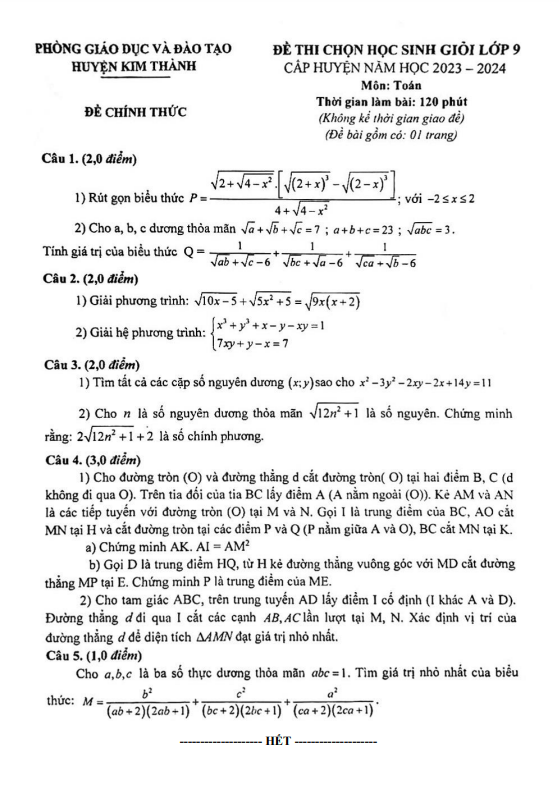 PHÒNG GIÁO DỤC VÀ ĐÀO TẠO
HUYỆN KIM THÀNH
ĐỀ CHÍNH THỨC
ĐỀ THI CHỌN HỌC SINH GIỎI LỚP 9
CẤP HUYỆN NĂM HỌC 2023 – 2024
Môn: Toán
Thời gian làm bài: 120 phút
(Không kể thời gian giao đề)
(Đề bài gồm có: 01 trang)
Câu 1. (2,0 điểm)
1) Rút gọn biểu thức P = \frac{\sqrt{2+\sqrt{4-x^2}}.\left[\sqrt{(2+x)^3}-\sqrt{(2-x)^3}\right]}{4+\sqrt{4-x^2}}; với −2 ≤ x ≤ 2
2) Cho a, b, c dương thỏa mãn √a + √b + √c = 7 ; a+b+c = 23 ; √abc = 3.
Tính giá trị của biểu thức Q = \frac{1}{\sqrt{ab}+\sqrt{c}-6}+\frac{1}{\sqrt{bc}+\sqrt{a}-6}+\frac{1}{\sqrt{ca}+\sqrt{b}-6}
Câu 2. (2,0 điểm)
1) Giải phương trình: \sqrt{10x-5}+\sqrt{5x^2+5}=\sqrt{9x(x+2)}
2) Giải hệ phương trình: \begin{cases}x^3+y^3+x-y-xy=1\\7xy+y-x=7\end{cases}
Câu 3. (2,0 điểm)
1) Tìm tất cả các cặp số nguyên dương (x;y) sao cho x² − 3y² − 2xy − 2x + 14y = 11
2) Cho n là số nguyên dương thỏa mãn \sqrt{12n^2+1} là số nguyên. Chứng minh
rằng: 2\sqrt{12n^2+1}+2 là số chính phương.
Câu 4. (3,0 điểm)
1) Cho đường tròn (O) và đường thẳng d cắt đường tròn( O) tại hai điểm B, C (d
không đi qua O). Trên tia đối của tia BC lấy điểm A (A nằm ngoài (O)). Kẻ AM và AN
là các tiếp tuyến với đường tròn (O) tại M và N. Gọi I là trung điểm của BC, AO cắt
MN tại H và cắt đường tròn tại các điểm P và Q (P nằm giữa A và O), BC cắt MN tại K.
a) Chứng minh AK. AI = AM²
b) Gọi D là trung điểm HQ, từ H kẻ đường thẳng vuông góc với MD cắt đường
thẳng MP tại E. Chứng minh P là trung điểm của ME.
2) Cho tam giác ABC, trên trung tuyến AD lấy điểm I cố định (I khác A và D).
Đường thẳng d đi qua I cắt các cạnh AB, AC lần lượt tại M, N. Xác định vị trí của
đường thẳng d để diện tích ΔAMN đạt giá trị nhỏ nhất.
Câu 5. (1,0 điểm)
Cho a,b,c là ba số thực dương thỏa mãn abc = 1. Tìm giá trị nhỏ nhất của biểu
thức: M = \frac{b^2}{(ab+2)(2ab+1)}+\frac{c^2}{(bc+2)(2bc+1)}+\frac{a^2}{(ca+2)(2ca+1)}.
-------------------- HẾT --------------------